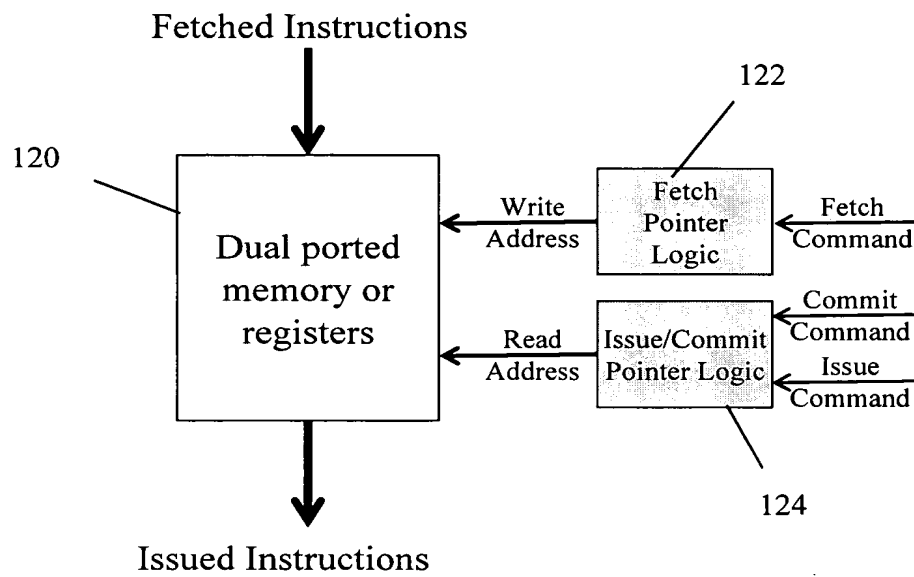 Fetched Instructions
122
120
Fetch
Pointer
Logic
Write
Address
Fetch
Command
Dual ported
memory or
registers
Commit
Command
Issue/Commit
Pointer Logic
Read
Address
Issue
Command
124
Issued Instructions